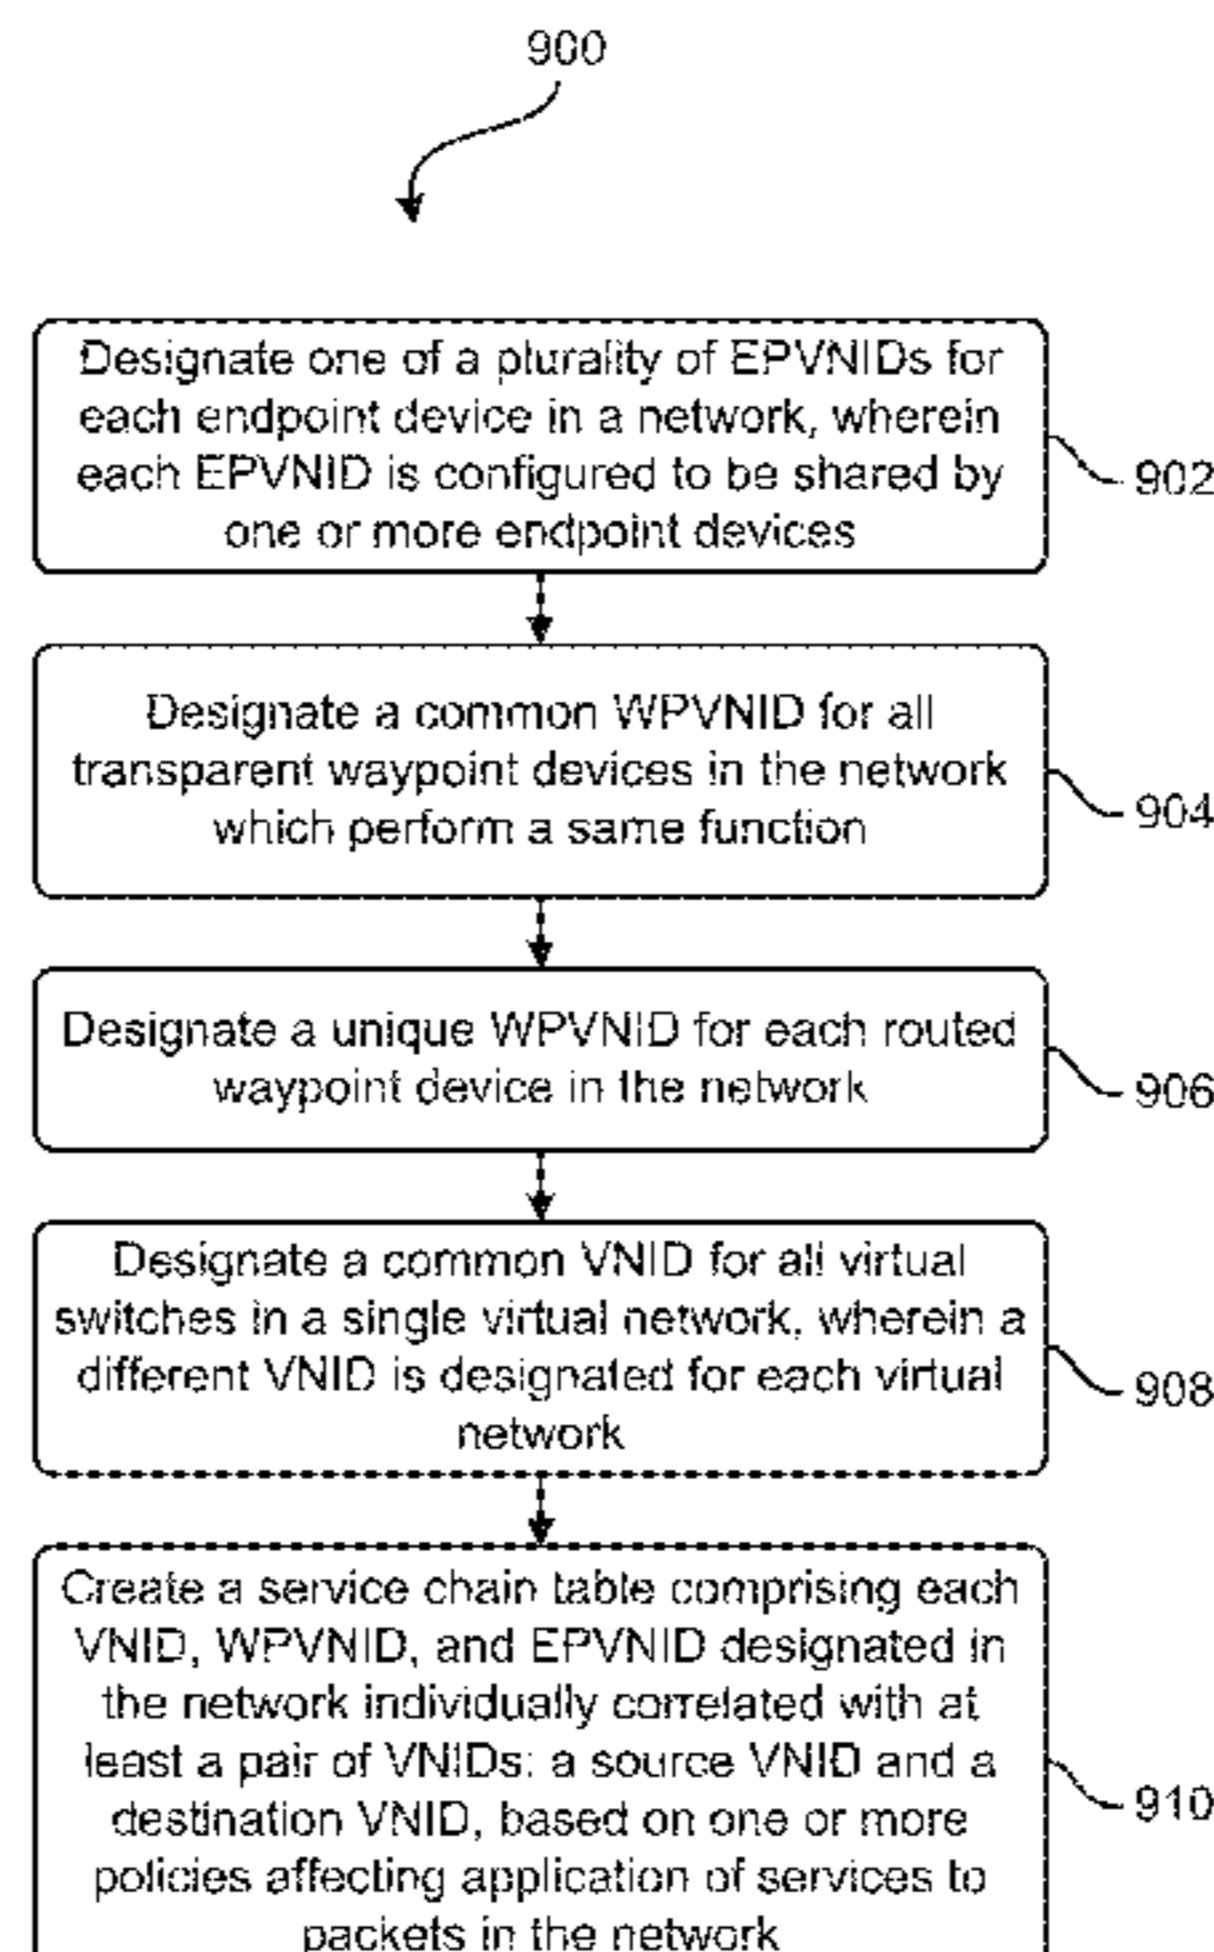 900
Designate one of a plurality of EPVNIDs for
each endpoint device in a network, wherein
each EPVNID is configured to be shared by
one or more endpoint devices
902
Designate a common WPVNID for all
transparent waypoint devices in the network
which perform a same function
904
Designate a unique WPVNID for each routed
waypoint device in the network
906
Designate a common VNID for all virtual
switches in a single virtual network, wherein a
different VNID is designated for each virtual
network
908
Create a service chain table comprising each
VNID, WPVNID, and EPVNID designated in
the network individually correlated with at
least a pair of VNIDs: a source VNID and a
destination VNID, based on one or more
policies affecting application of services to
packets in the network
910